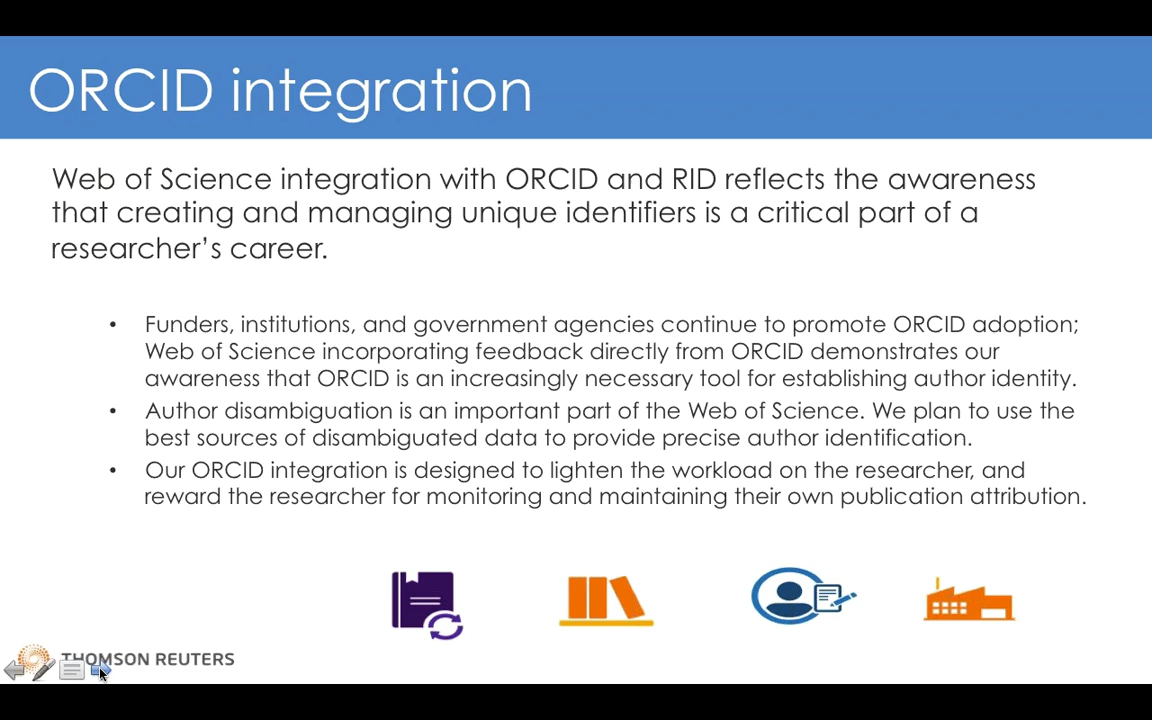 ORCID integration
Web of Science integration with ORCID and RID reflects the awareness
that creating and managing unique identifiers is a critical part of a
researcher’s career.
• Funders, institutions, and government agencies continue to promote ORCID adoption;
Web of Science incorporating feedback directly from ORCID demonstrates our
awareness that ORCID is an increasingly necessary tool for establishing author identity.
• Author disambiguation is an important part of the Web of Science. We plan to use the
best sources of disambiguated data to provide precise author identification.
• Our ORCID integration is designed to lighten the workload on the researcher, and
reward the researcher for monitoring and maintaining their own publication attribution.
THOMSON REUTERS